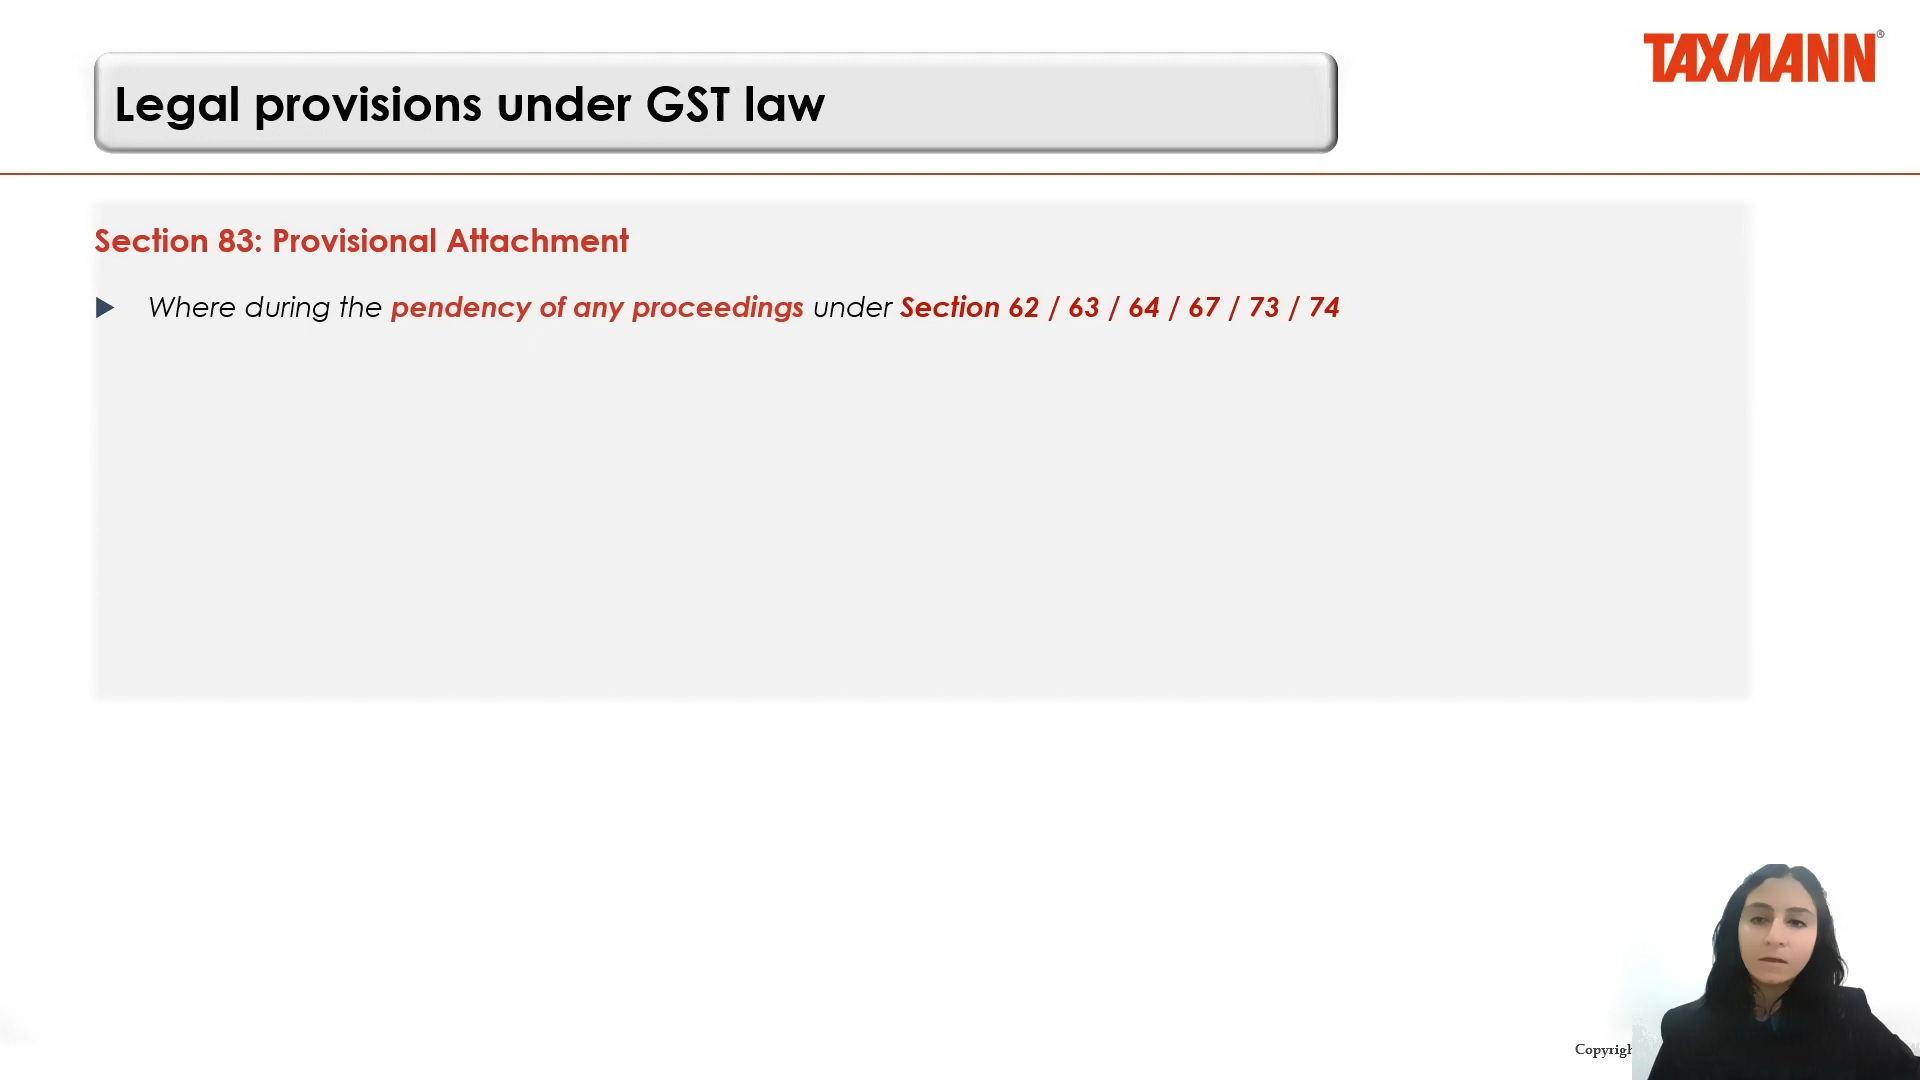 TAXMANN®
Legal provisions under GST law
Section 83: Provisional Attachment
Where during the pendency of any proceedings under Section 62 / 63 / 64 / 67 / 73 / 74